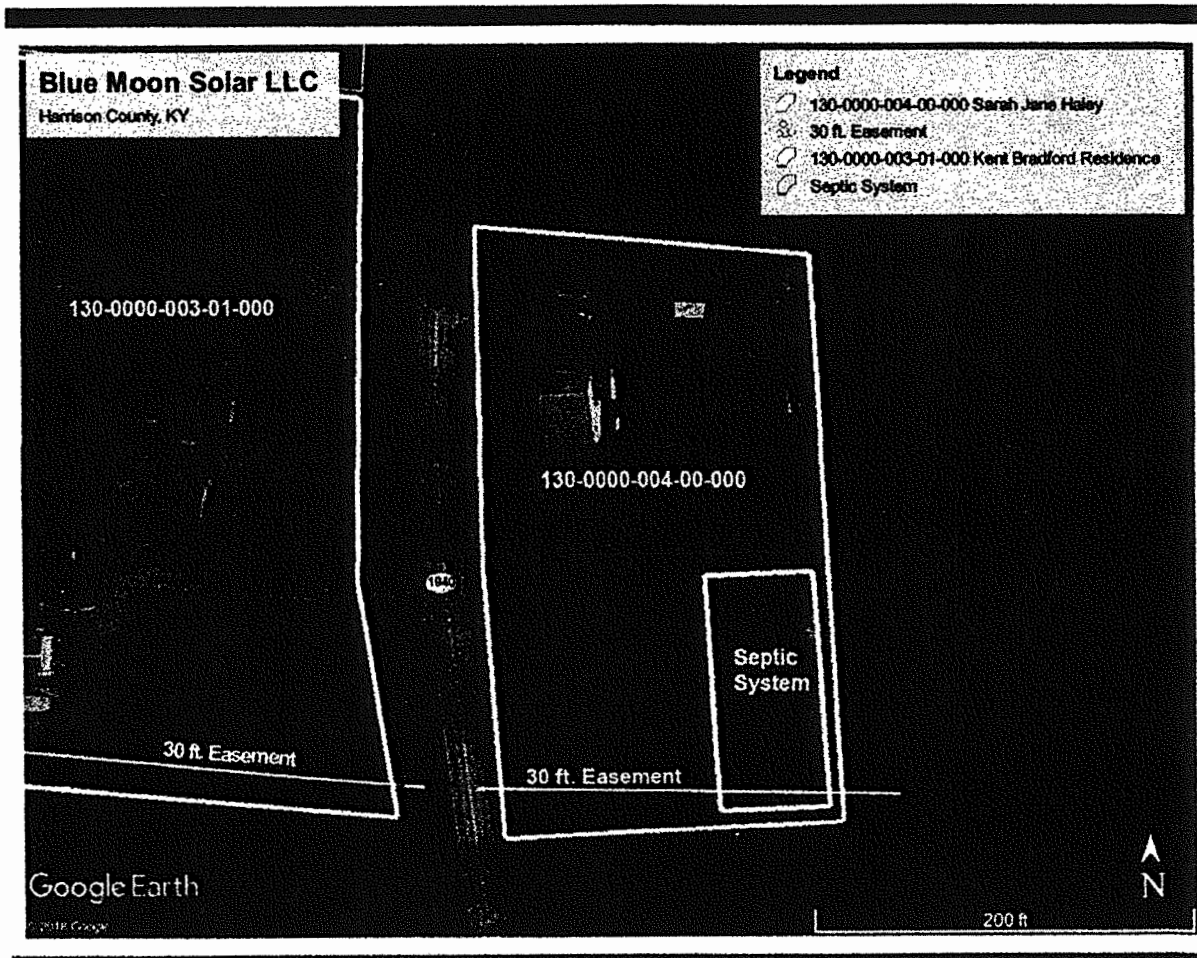 Blue Moon Solar LLC
Harrison County, KY
Legend
130-0000-004-00-000 Sarah Jane Haley
30 ft. Easement
130-0000-003-01-000 Kent Bradford Residence
Septic System
130-0000-003-01-000
130-0000-004-00-000
1940
Septic
System
30 ft. Easement
30 ft. Easement
Google Earth
© 2018 Google
N
200 ft